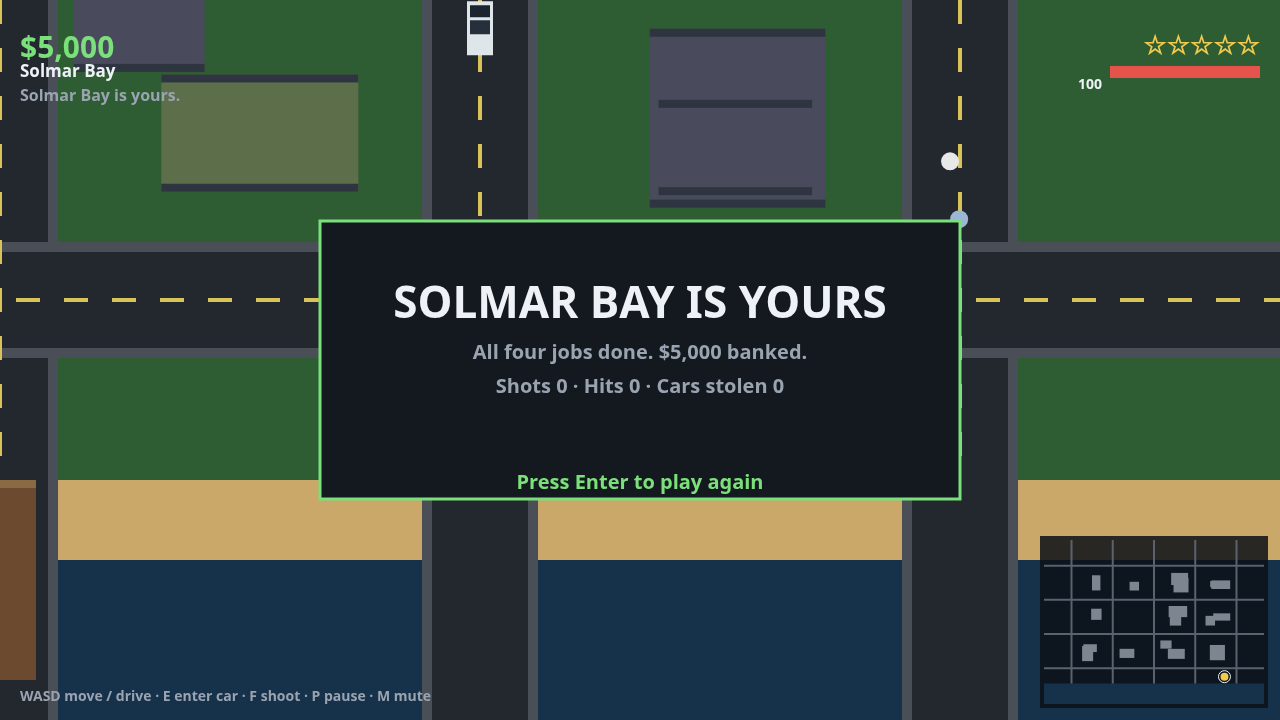 $5,000
Solmar Bay
Solmar Bay is yours.
☆☆☆☆☆
100
SOLMAR BAY IS YOURS
All four jobs done. $5,000 banked.
Shots 0 · Hits 0 · Cars stolen 0
Press Enter to play again
WASD move / drive · E enter car · F shoot · P pause · M mute